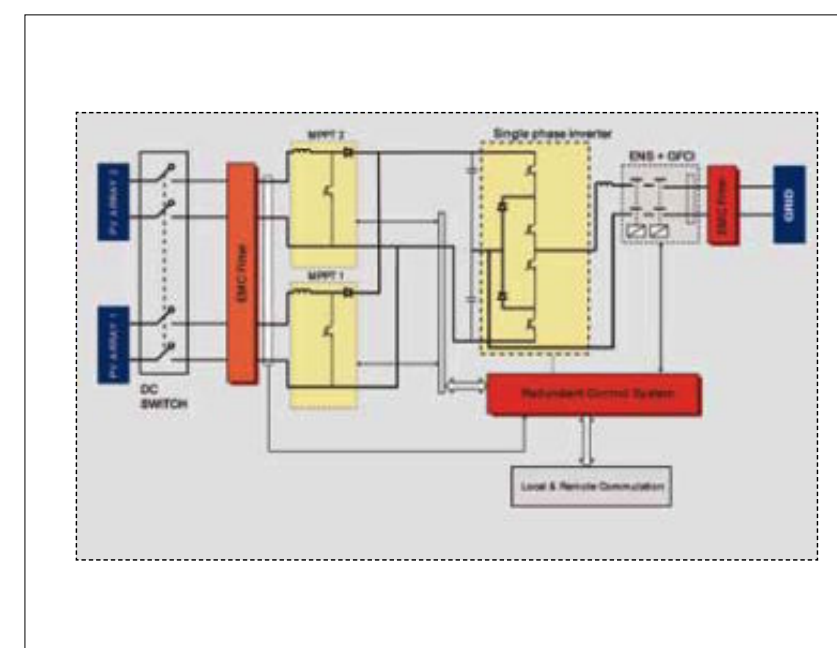 MPPT 2
Single phase inverter
ENS + GFCI
PV ARRAY 2
EMC Filter
EMC Filter
GRID
MPPT 1
PV ARRAY 1
DC
SWITCH
Redundant Control System
Local & Remote Commutation